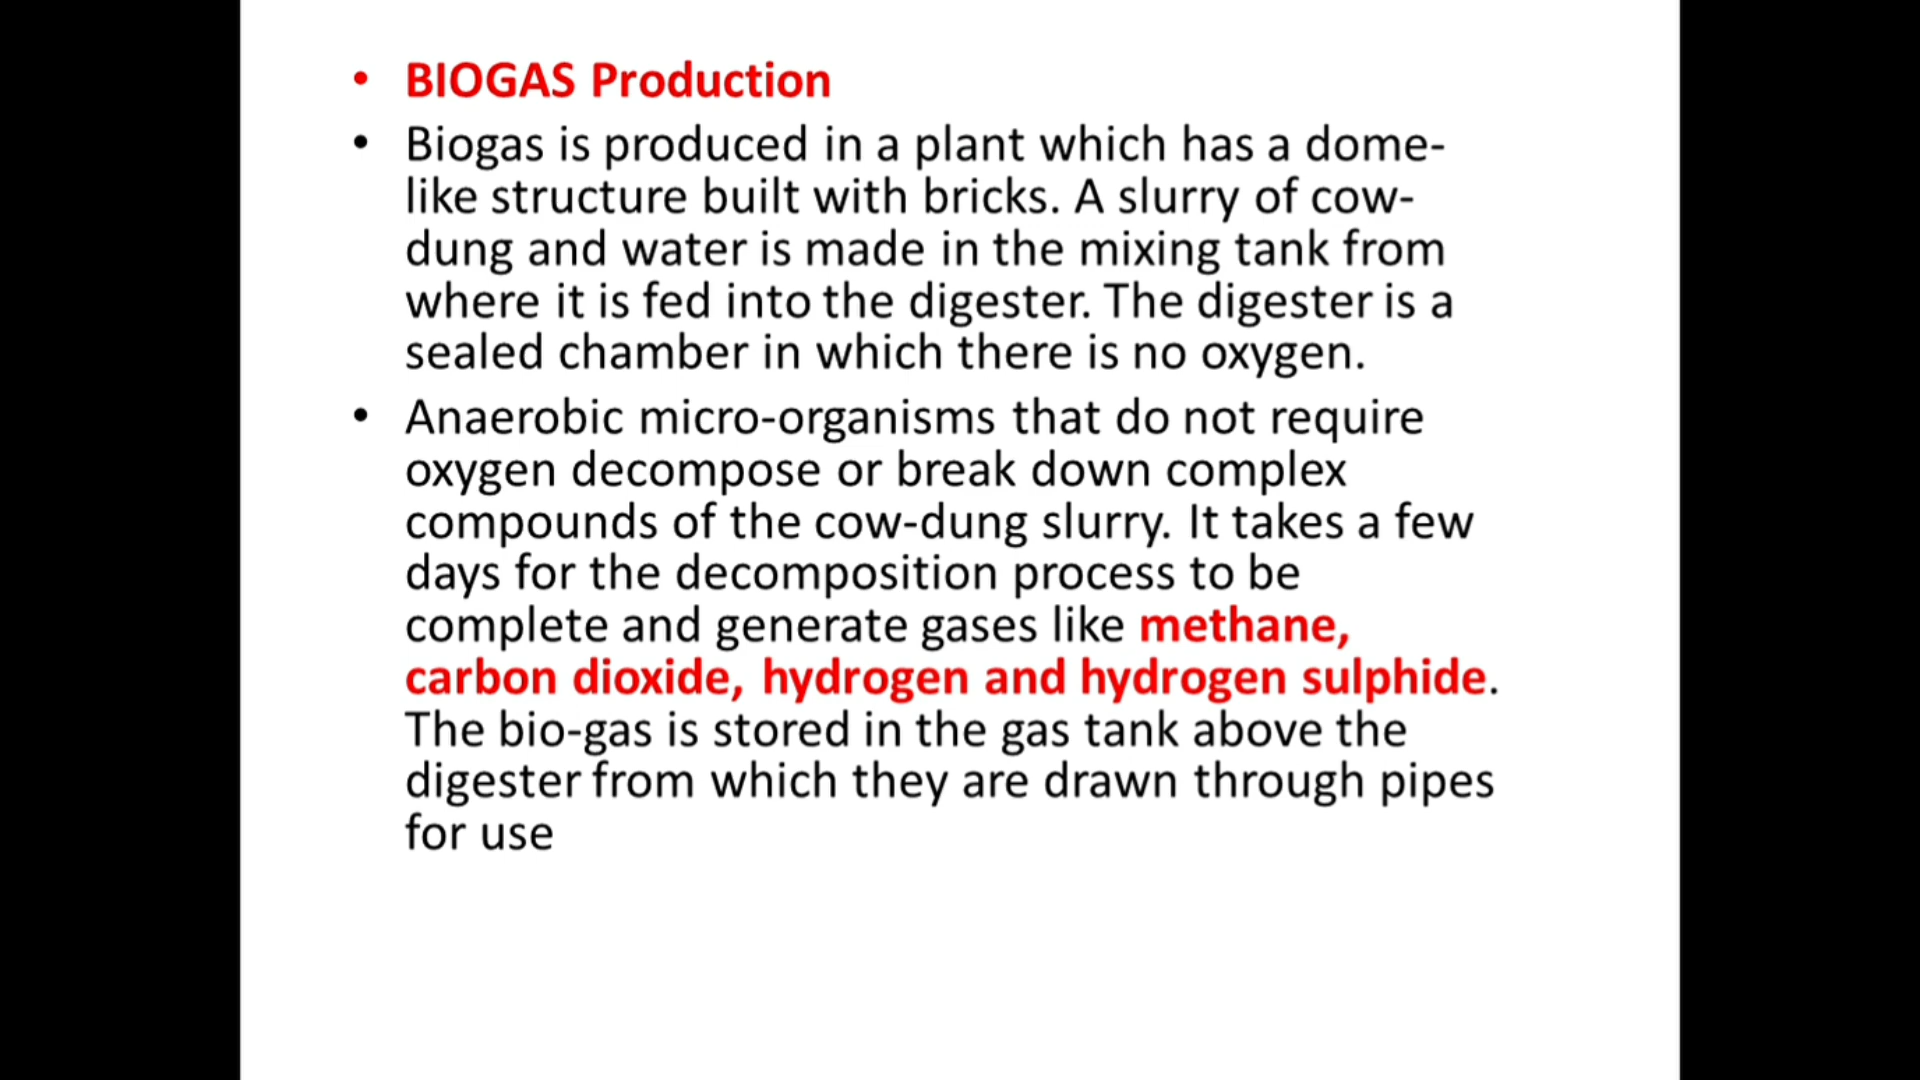 • BIOGAS Production
• Biogas is produced in a plant which has a dome-
like structure built with bricks. A slurry of cow-
dung and water is made in the mixing tank from
where it is fed into the digester. The digester is a
sealed chamber in which there is no oxygen.
• Anaerobic micro-organisms that do not require
oxygen decompose or break down complex
compounds of the cow-dung slurry. It takes a few
days for the decomposition process to be
complete and generate gases like methane,
carbon dioxide, hydrogen and hydrogen sulphide.
The bio-gas is stored in the gas tank above the
digester from which they are drawn through pipes
for use